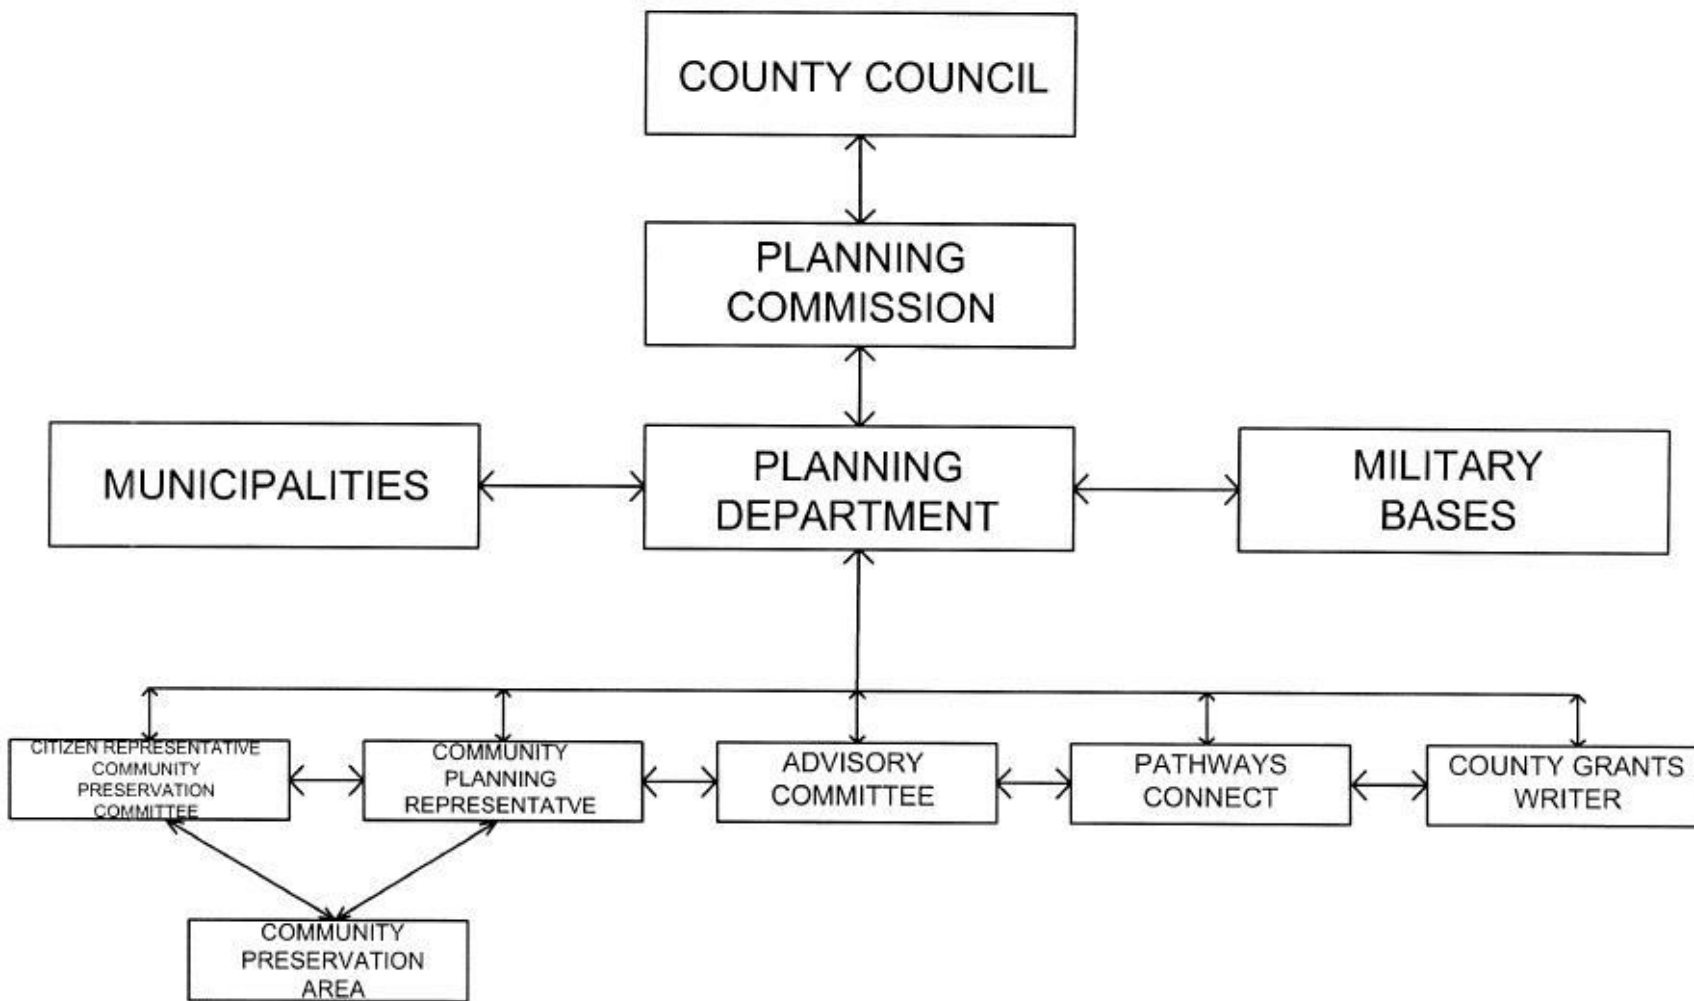 COUNTY COUNCIL
PLANNING
COMMISSION
MUNICIPALITIES
PLANNING
DEPARTMENT
MILITARY
BASES
CITIZEN REPRESENTATIVE
COMMUNITY
PRESERVATION
COMMITTEE
COMMUNITY
PLANNING
REPRESENTATVE
ADVISORY
COMMITTEE
PATHWAYS
CONNECT
COUNTY GRANTS
WRITER
COMMUNITY
PRESERVATION
AREA